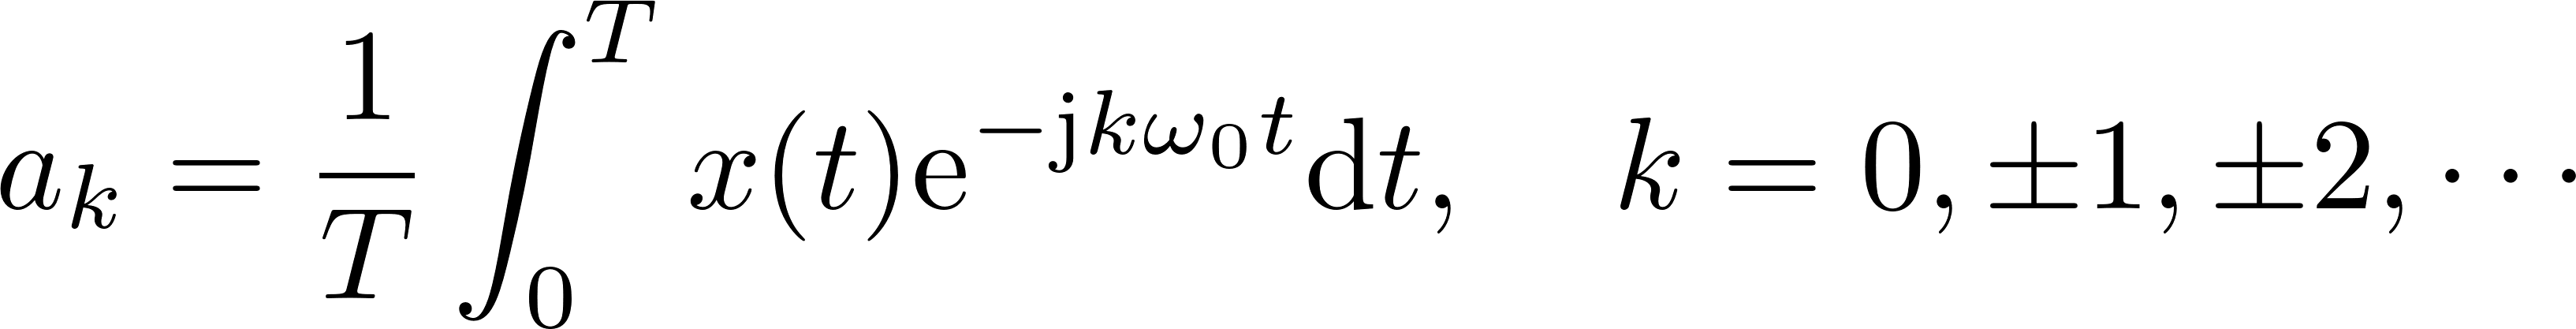 $a_k = \frac{1}{T} \int_0^T x(t)\mathrm{e}^{-\mathrm{j}k\omega_0 t}\mathrm{d}t, \quad k = 0, \pm 1, \pm 2, \cdots$